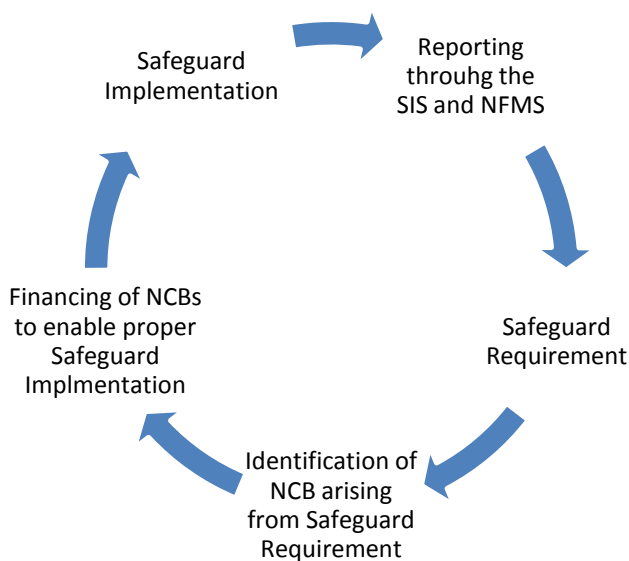 Safeguard
Implementation
Reporting
throuhg the
SIS and NFMS
Safeguard
Requirement
Identification of
NCB arising
from Safeguard
Requirement
Financing of NCBs
to enable proper
Safeguard
Implmentation